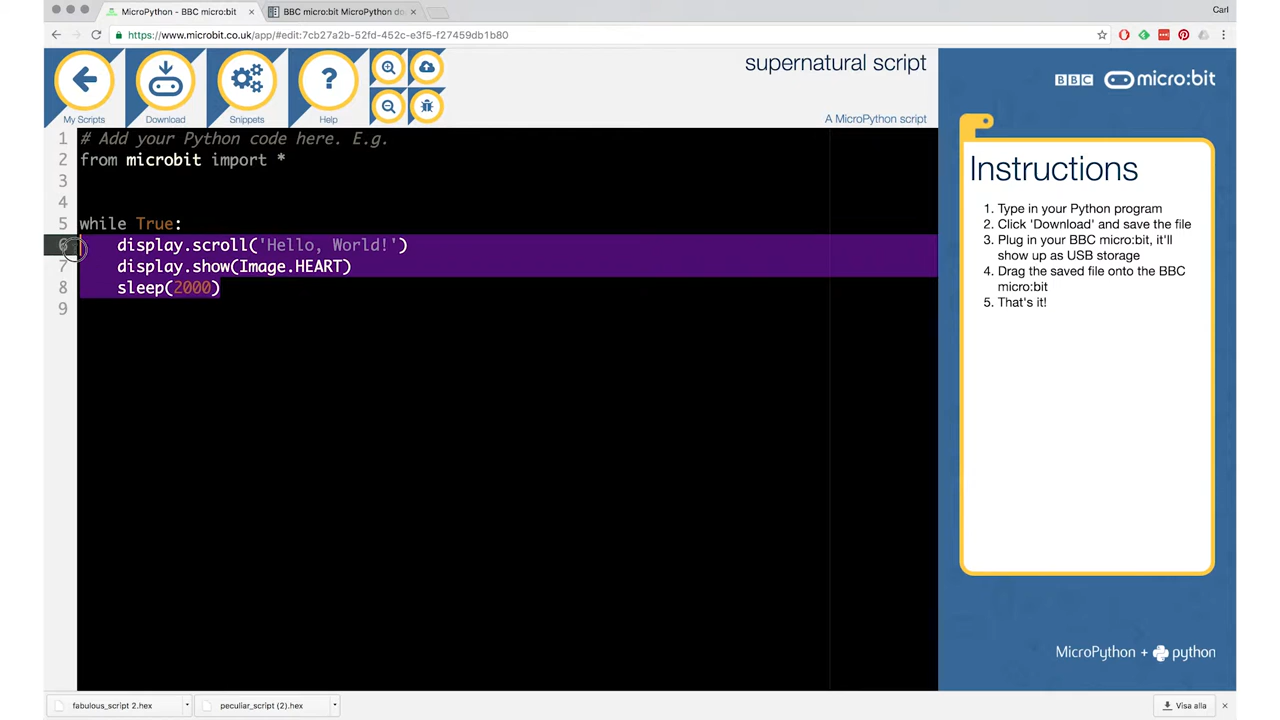 MicroPython - BBC micro:bit
BBC micro:bit MicroPython do
Carl
https://www.microbit.co.uk/app/#edit:7cb27a2b-52fd-452c-e3f5-f27459db1b80
My Scripts
Download
Snippets
?
Help
supernatural script
A MicroPython script
BBC micro:bit
1 # Add your Python code here. E.g.
2 from microbit import *
3
4
5 while True:
6 display.scroll('Hello, World!')
7 display.show(Image.HEART)
8 sleep(2000)
9
Instructions
1. Type in your Python program
2. Click 'Download' and save the file
3. Plug in your BBC micro:bit, it'll
show up as USB storage
4. Drag the saved file onto the BBC
micro:bit
5. That's it!
MicroPython + python
fabulous_script 2.hex
peculiar_script (2).hex
Visa alla